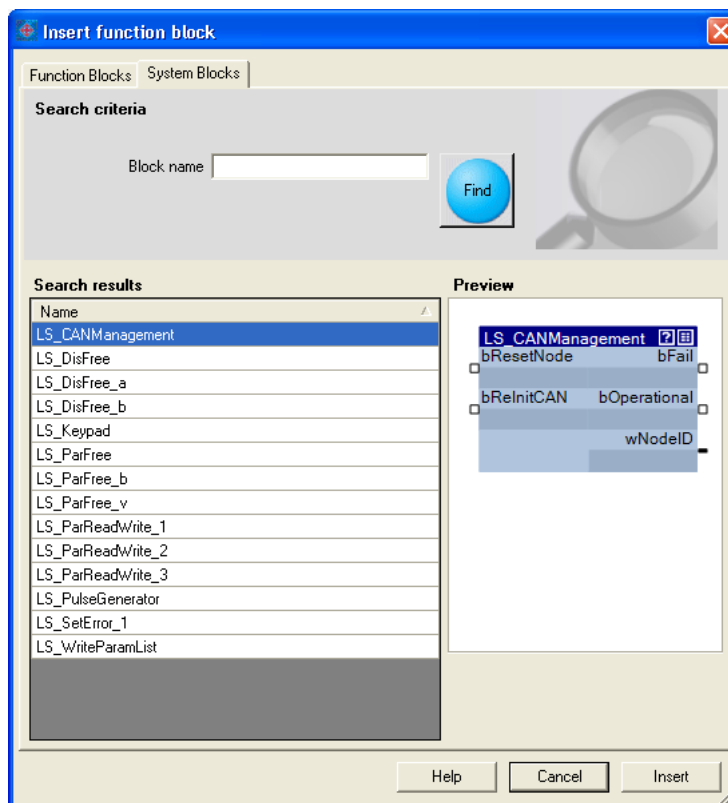 Insert function block
Function Blocks System Blocks
Search criteria
Block name
Find
Search results
Name
LS_CANManagement
LS_DisFree
LS_DisFree_a
LS_DisFree_b
LS_Keypad
LS_ParFree
LS_ParFree_b
LS_ParFree_v
LS_ParReadWrite_1
LS_ParReadWrite_2
LS_ParReadWrite_3
LS_PulseGenerator
LS_SetError_1
LS_WriteParamList
Preview
LS_CANManagement ?
bResetNode bFail
bReInitCAN bOperational
wNodeID
Help Cancel Insert